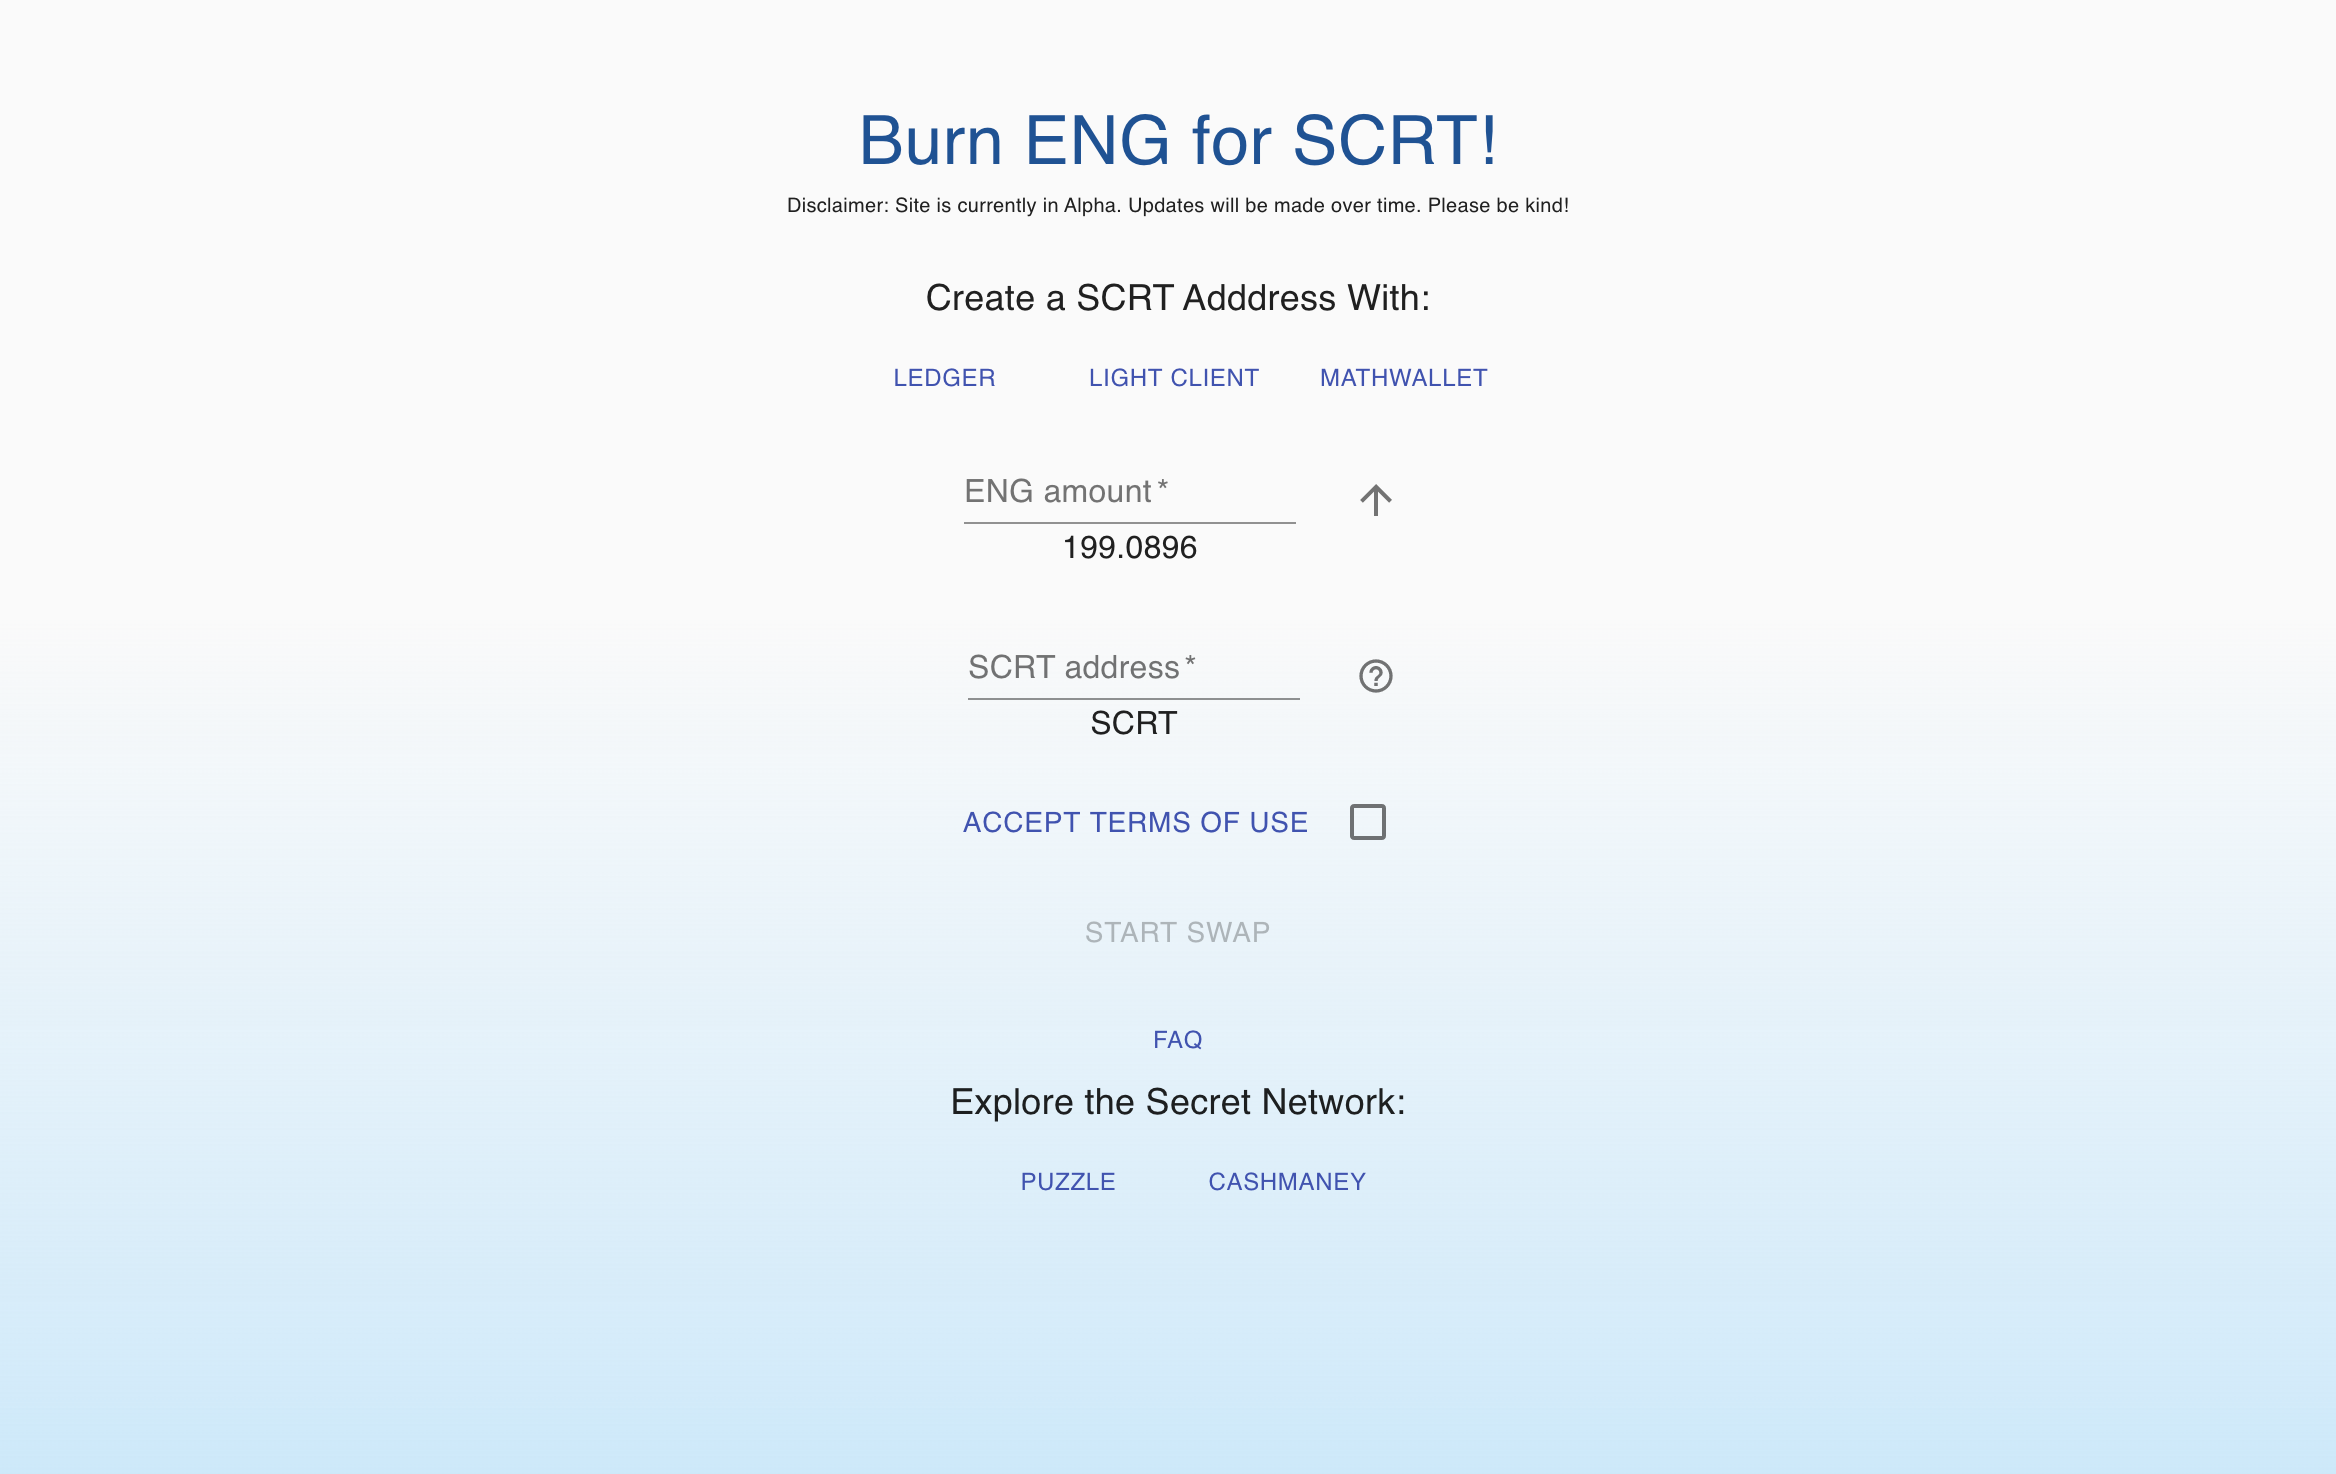 Burn ENG for SCRT!
Disclaimer: Site is currently in Alpha. Updates will be made over time. Please be kind!
Create a SCRT Adddress With:
LEDGER LIGHT CLIENT MATHWALLET
ENG amount *
199.0896
SCRT address *
SCRT
ACCEPT TERMS OF USE
START SWAP
FAQ
Explore the Secret Network:
PUZZLE CASHMANEY